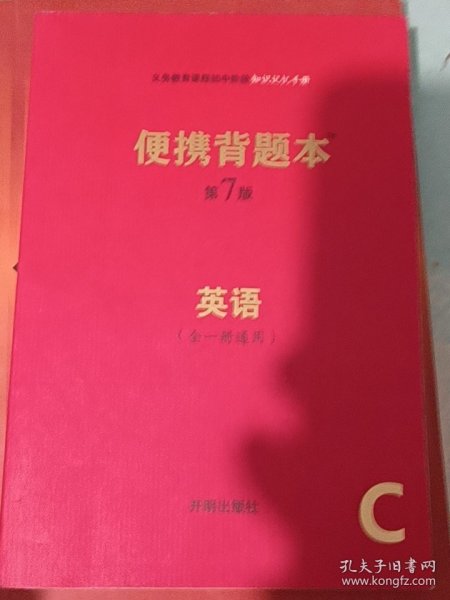 义务教育课程初中阶段知识记忆手册
便携背题本
第7版
英语
(全一册通用)
开明出版社
C
孔夫子旧书网
www.kongfz.com